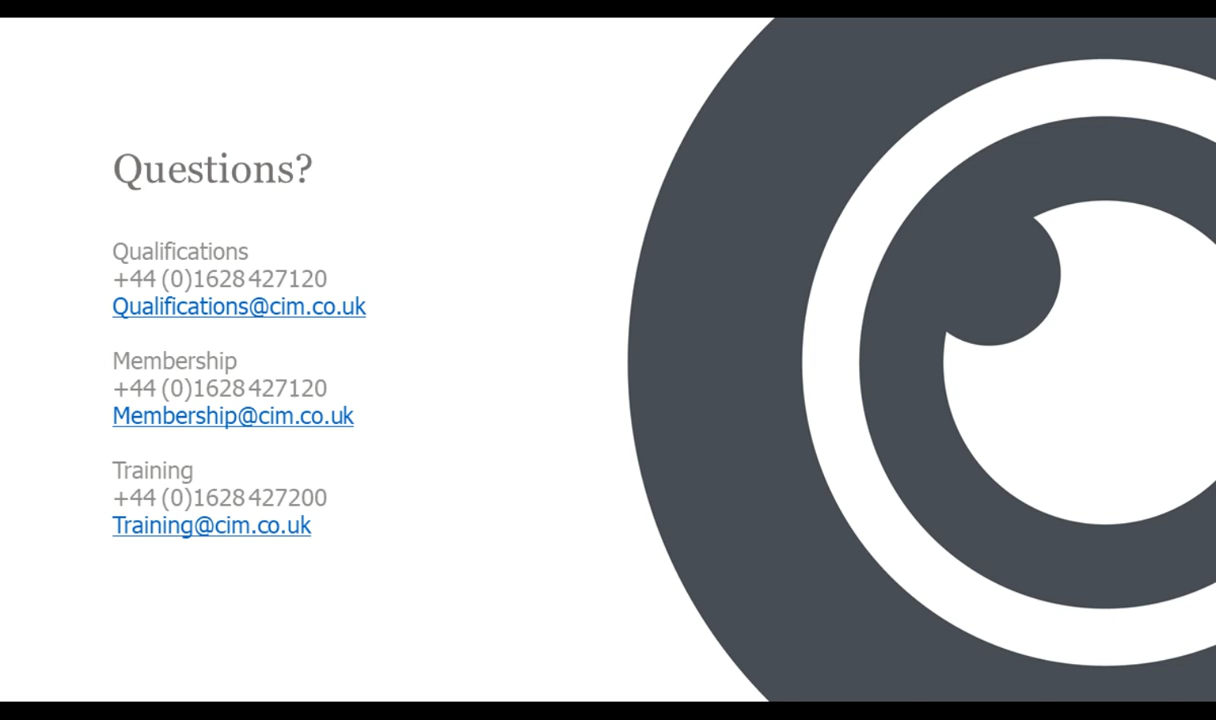 Questions?
Qualifications
+44 (0)1628 427120
Qualifications@cim.co.uk
Membership
+44 (0)1628 427120
Membership@cim.co.uk
Training
+44 (0)1628 427200
Training@cim.co.uk